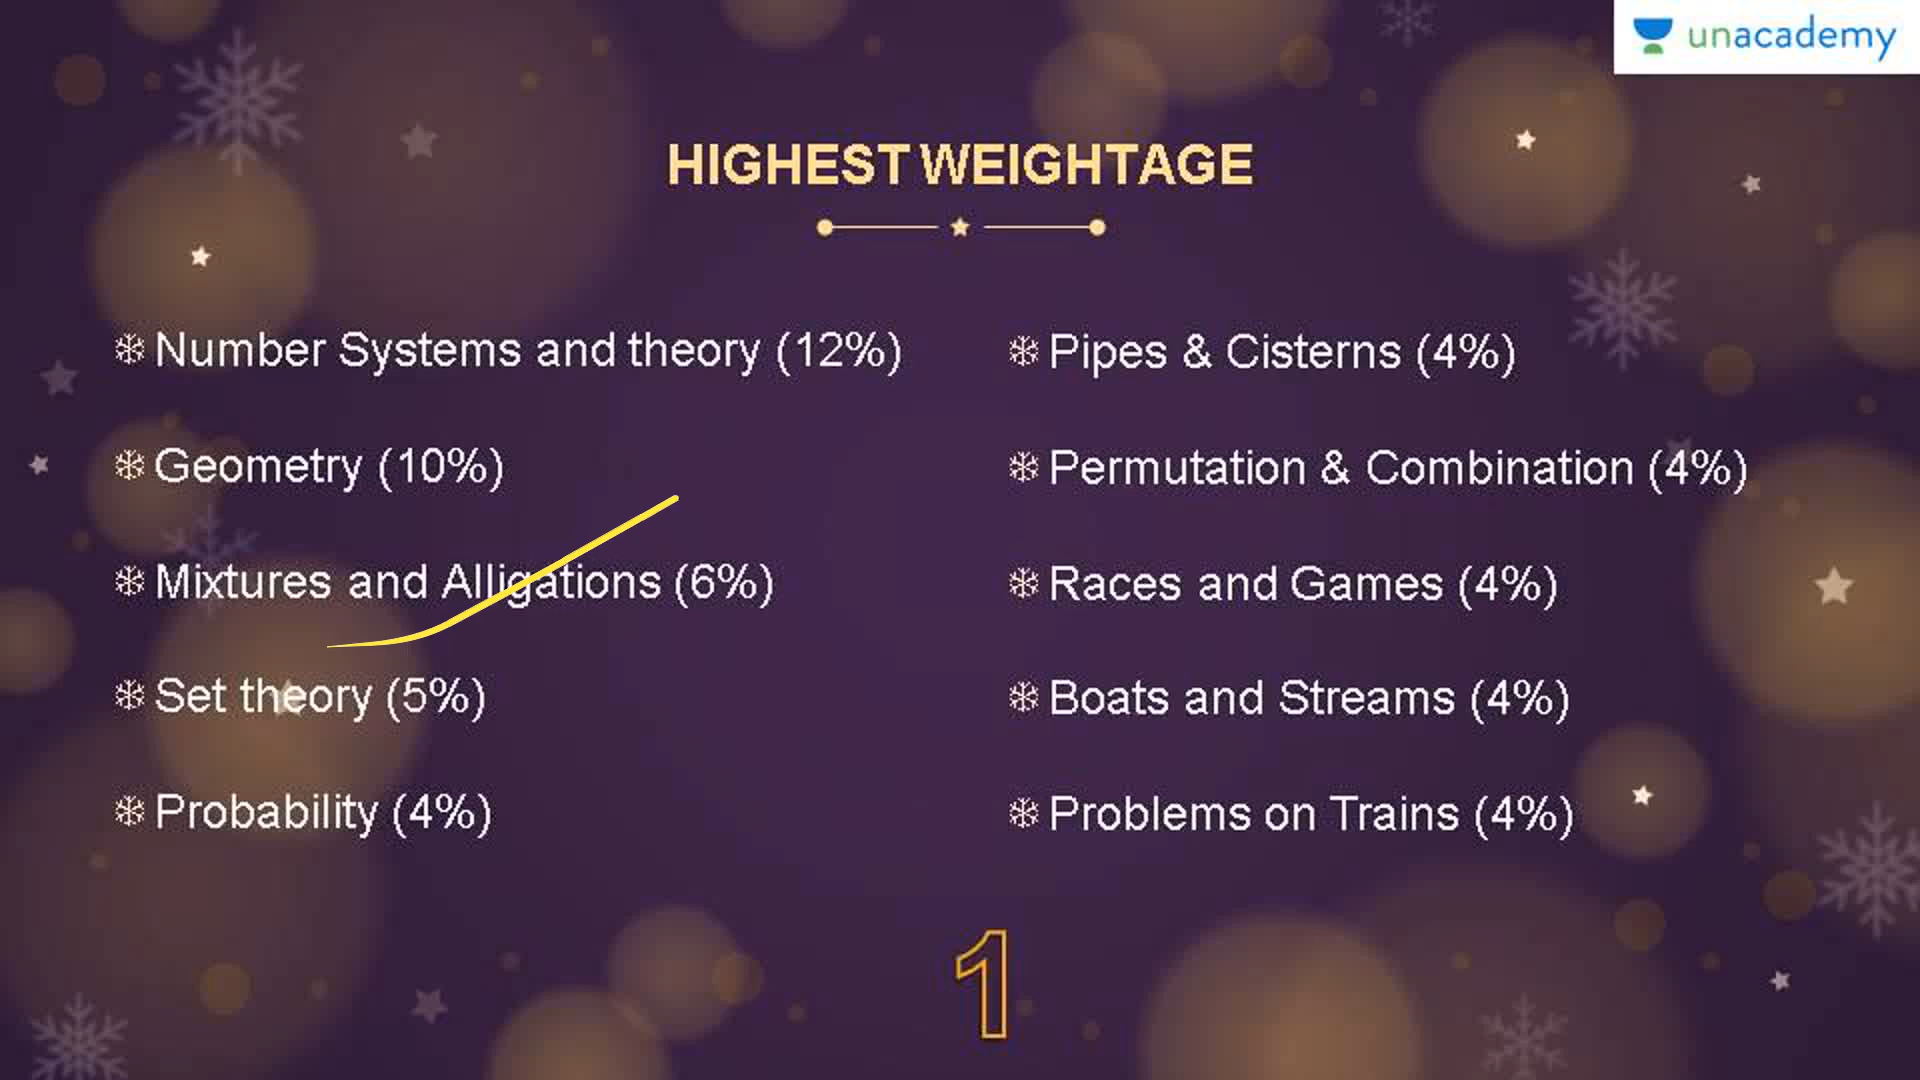 unacademy
HIGHEST WEIGHTAGE
Number Systems and theory (12%)
Geometry (10%)
Mixtures and Alligations (6%)
Set theory (5%)
Probability (4%)
Pipes & Cisterns (4%)
Permutation & Combination (4%)
Races and Games (4%)
Boats and Streams (4%)
Problems on Trains (4%)
1